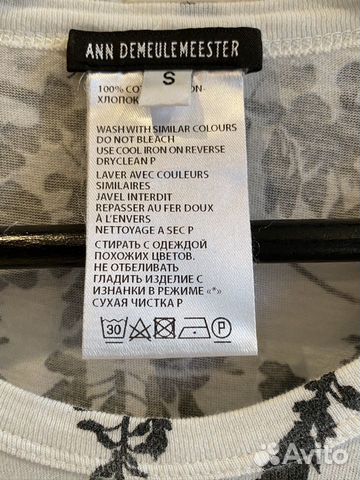 ANN DEMEULEMEESTER
S
100% CO
ХЛОПОК
WASH WITH SIMILAR COLOURS
DO NOT BLEACH
USE COOL IRON ON REVERSE
DRYCLEAN P
LAVER AVEC COULEURS
SIMILAIRES
JAVEL INTERDIT
REPASSER AU FER DOUX
À L'ENVERS
NETTOYAGE A SEC P
СТИРАТЬ С ОДЕЖДОЙ
ПОХОЖИХ ЦВЕТОВ.
НЕ ОТБЕЛИВАТЬ
ГЛАДИТЬ ИЗДЕЛИЕ С
ИЗНАНКИ В РЕЖИМЕ «*»
СУХАЯ ЧИСТКА P
30 P
Avito